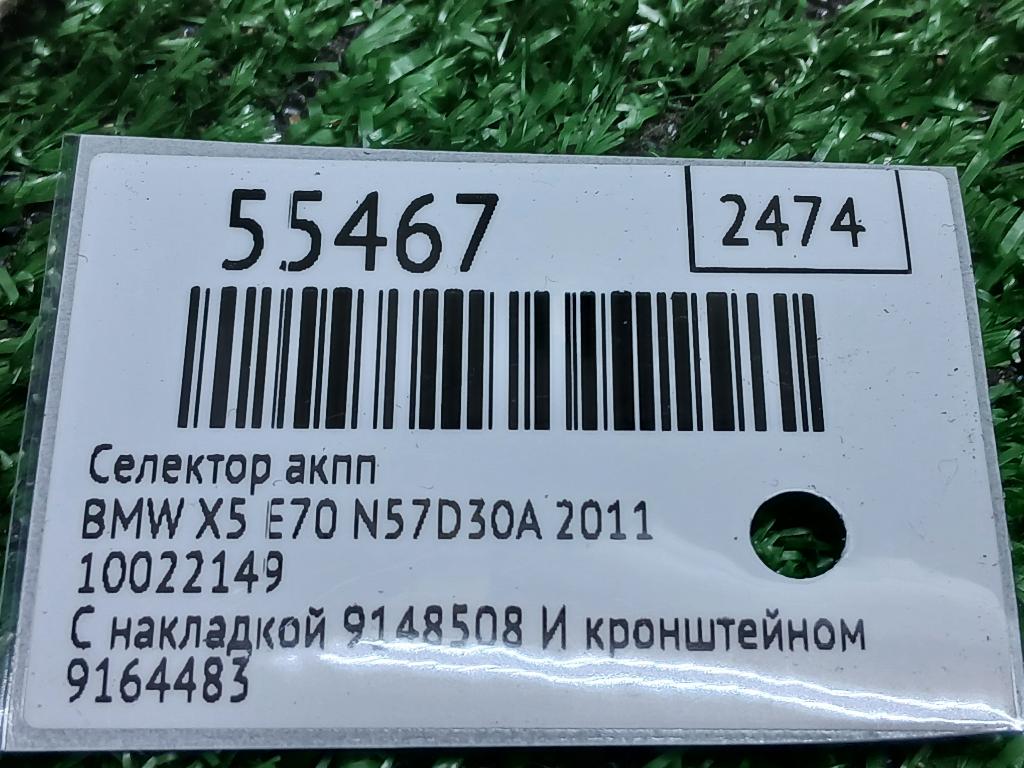 55467
2474
Селектор акпп
BMW X5 E70 N57D30A 2011
10022149
С накладкой 9148508 И кронштейном
9164483